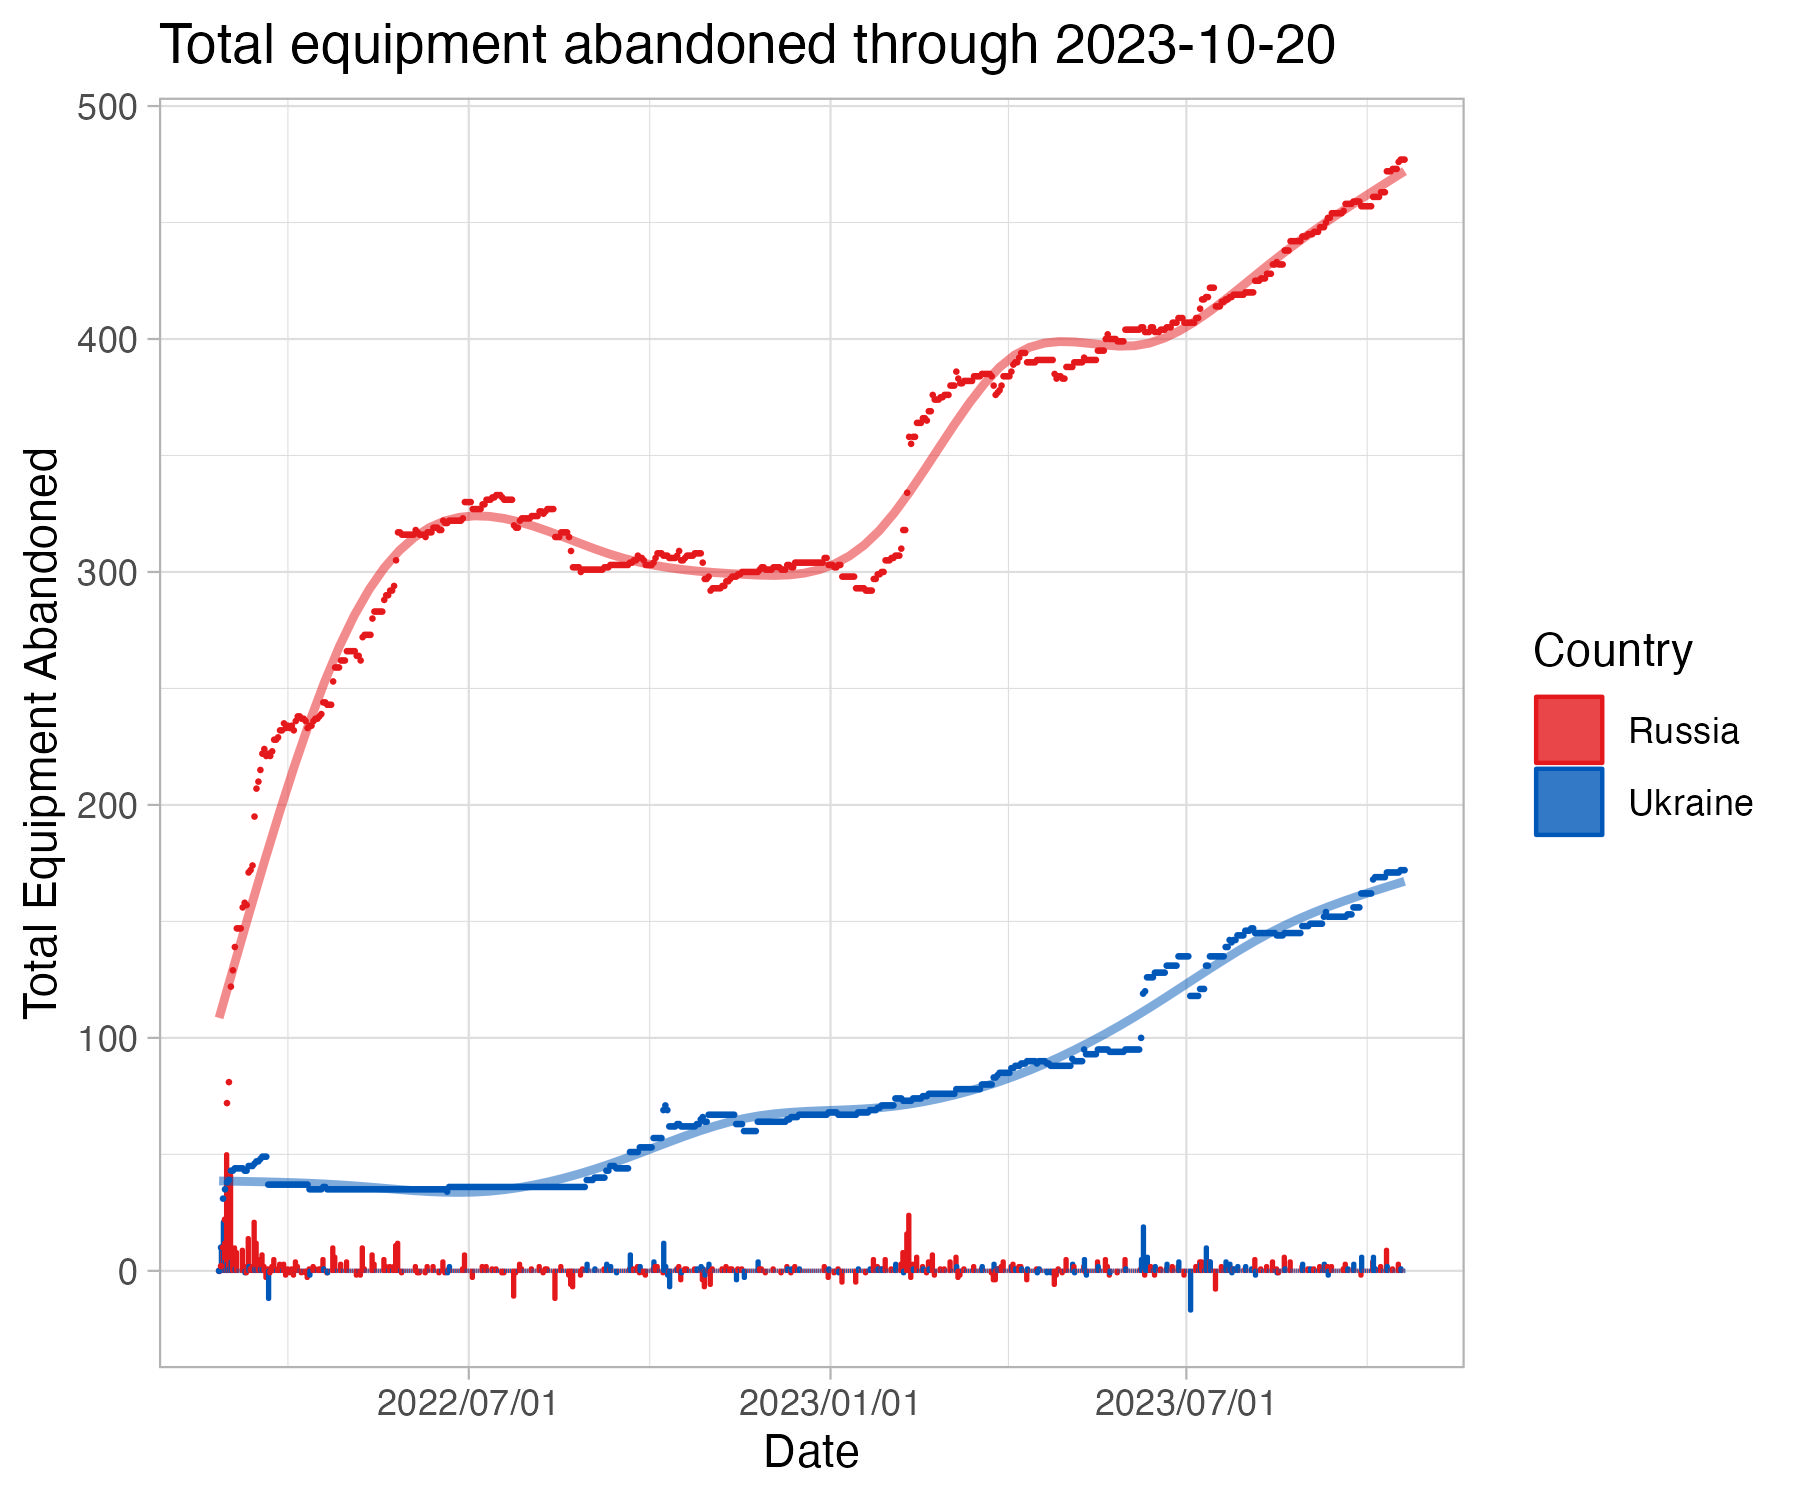 Total equipment abandoned through 2023-10-20
Total Equipment Abandoned
500
400
300
200
100
0
2022/07/01
2023/01/01
2023/07/01
Date
Country
Russia
Ukraine